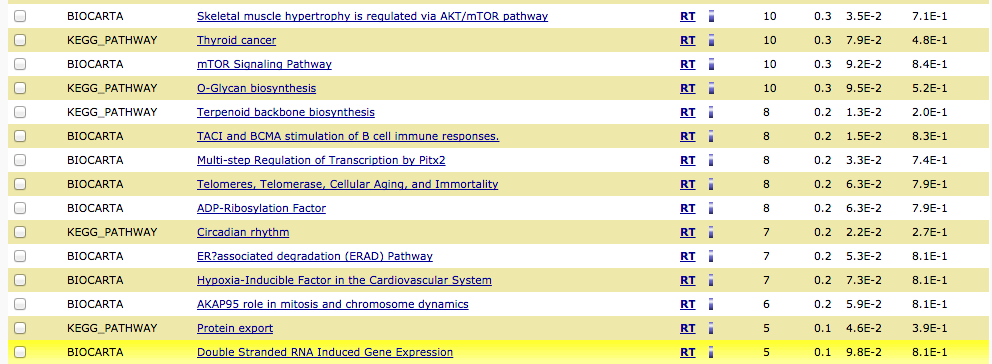 BIOCARTA Skeletal muscle hypertrophy is regulated via AKT/mTOR pathway RT 10 0.3 3.5E-2 7.1E-1
KEGG_PATHWAY Thyroid cancer RT 10 0.3 7.9E-2 4.8E-1
BIOCARTA mTOR Signaling Pathway RT 10 0.3 9.2E-2 8.4E-1
KEGG_PATHWAY O-Glycan biosynthesis RT 10 0.3 9.5E-2 5.2E-1
KEGG_PATHWAY Terpenoid backbone biosynthesis RT 8 0.2 1.3E-2 2.0E-1
BIOCARTA TACI and BCMA stimulation of B cell immune responses. RT 8 0.2 1.5E-2 8.3E-1
BIOCARTA Multi-step Regulation of Transcription by Pitx2 RT 8 0.2 3.3E-2 7.4E-1
BIOCARTA Telomeres, Telomerase, Cellular Aging, and Immortality RT 8 0.2 6.3E-2 7.9E-1
BIOCARTA ADP-Ribosylation Factor RT 8 0.2 6.3E-2 7.9E-1
KEGG_PATHWAY Circadian rhythm RT 7 0.2 2.2E-2 2.7E-1
BIOCARTA ER?associated degradation (ERAD) Pathway RT 7 0.2 5.3E-2 8.1E-1
BIOCARTA Hypoxia-Inducible Factor in the Cardiovascular System RT 7 0.2 7.3E-2 8.1E-1
BIOCARTA AKAP95 role in mitosis and chromosome dynamics RT 6 0.2 5.9E-2 8.1E-1
KEGG_PATHWAY Protein export RT 5 0.1 4.6E-2 3.9E-1
BIOCARTA Double Stranded RNA Induced Gene Expression RT 5 0.1 9.8E-2 8.1E-1